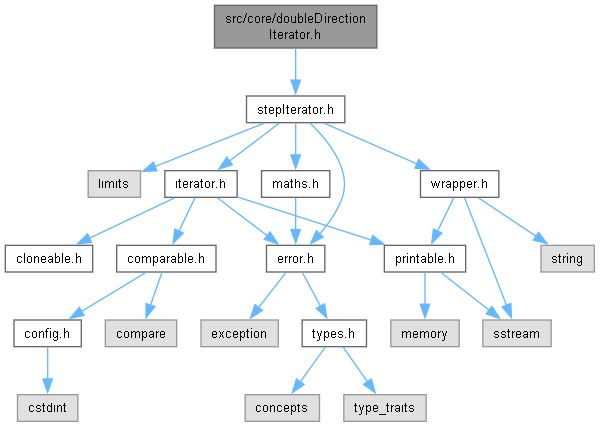 src/core/doubleDirection
Iterator.h
stepIterator.h
limits
iterator.h
maths.h
wrapper.h
cloneable.h
comparable.h
error.h
printable.h
string
config.h
compare
exception
types.h
memory
sstream
cstdint
concepts
type_traits